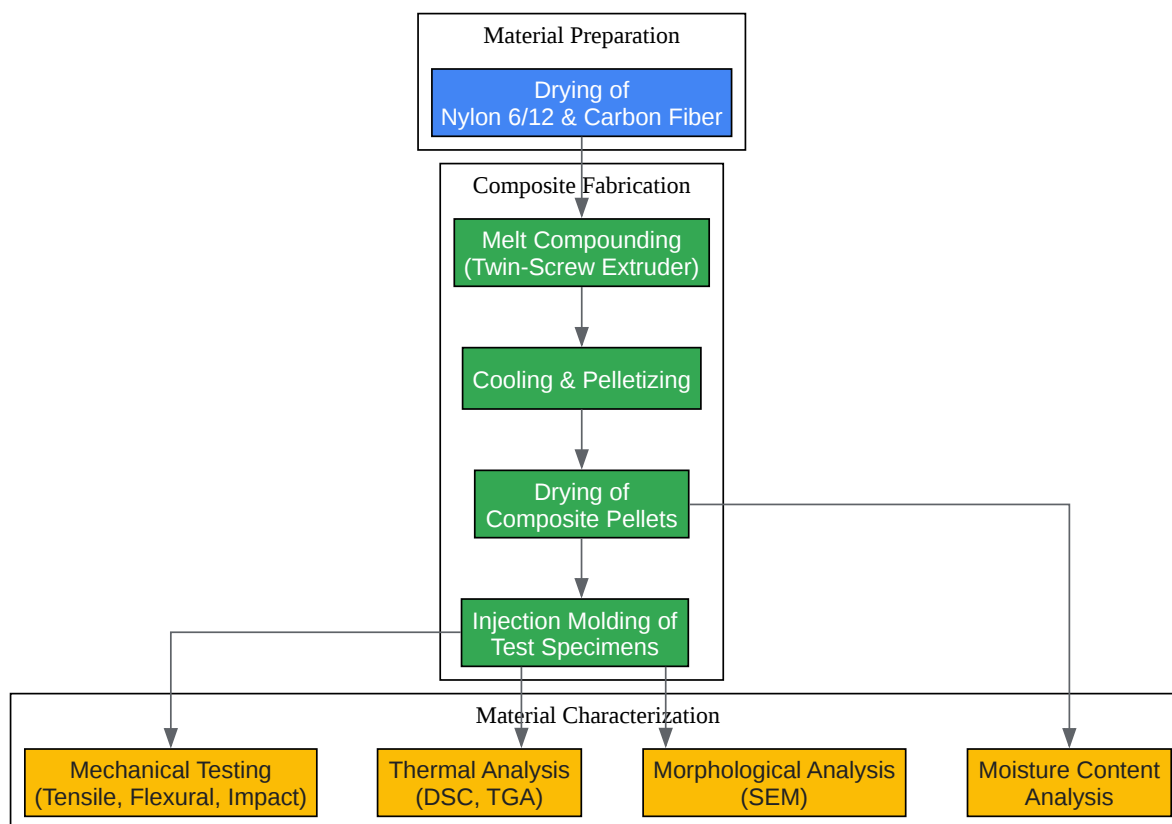 Material Preparation
Drying of
Nylon 6/12 & Carbon Fiber
Composite Fabrication
Melt Compounding
(Twin-Screw Extruder)
Cooling & Pelletizing
Drying of
Composite Pellets
Injection Molding of
Test Specimens
Material Characterization
Mechanical Testing
(Tensile, Flexural, Impact)
Thermal Analysis
(DSC, TGA)
Morphological Analysis
(SEM)
Moisture Content
Analysis